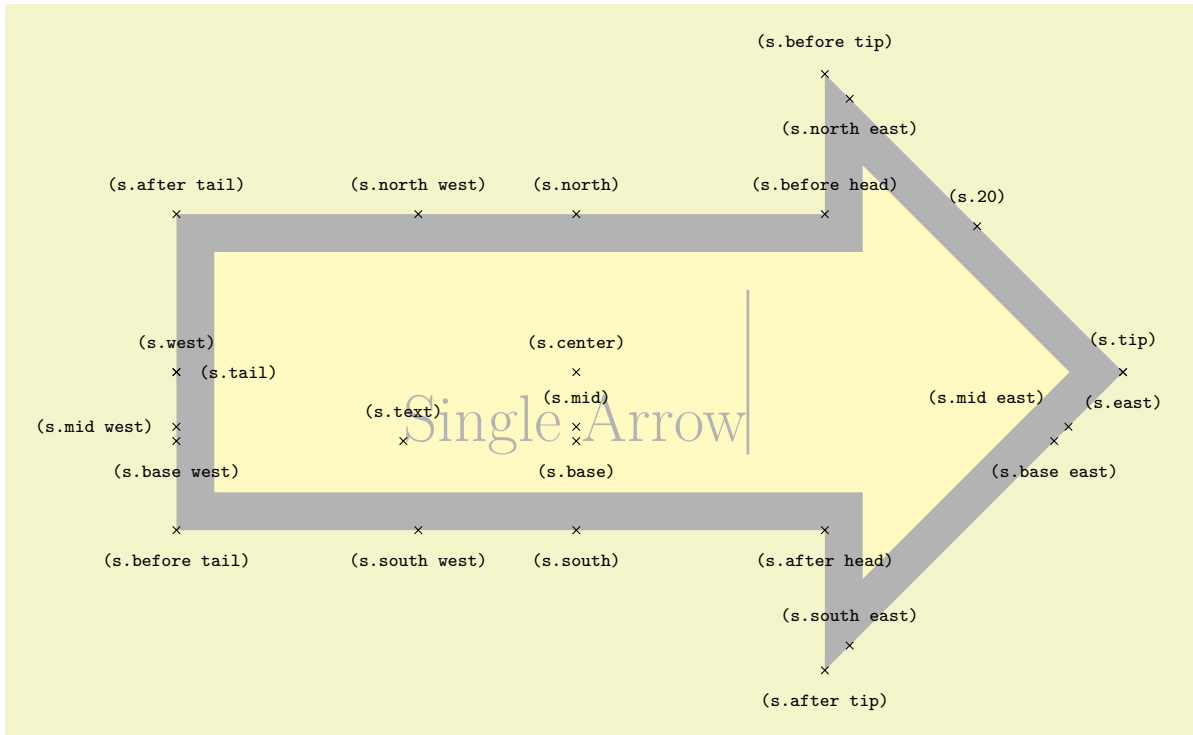 (s.before tip)
(s.north east)
(s.after tail) (s.north west) (s.north) (s.before head)
(s.20)
(s.west) (s.center) (s.tip)
(s.tail)
(s.mid) (s.mid east)
(s.east)
(s.text)
Single Arrow
(s.mid west)
(s.base west) (s.base) (s.base east)
(s.before tail) (s.south west) (s.south) (s.after head)
(s.south east)
(s.after tip)